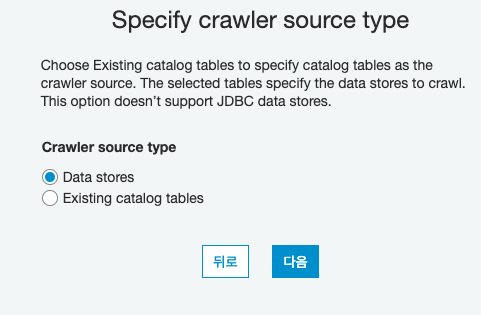 Specify crawler source type
Choose Existing catalog tables to specify catalog tables as the
crawler source. The selected tables specify the data stores to crawl.
This option doesn’t support JDBC data stores.
Crawler source type
Data stores
Existing catalog tables
뒤로 다음